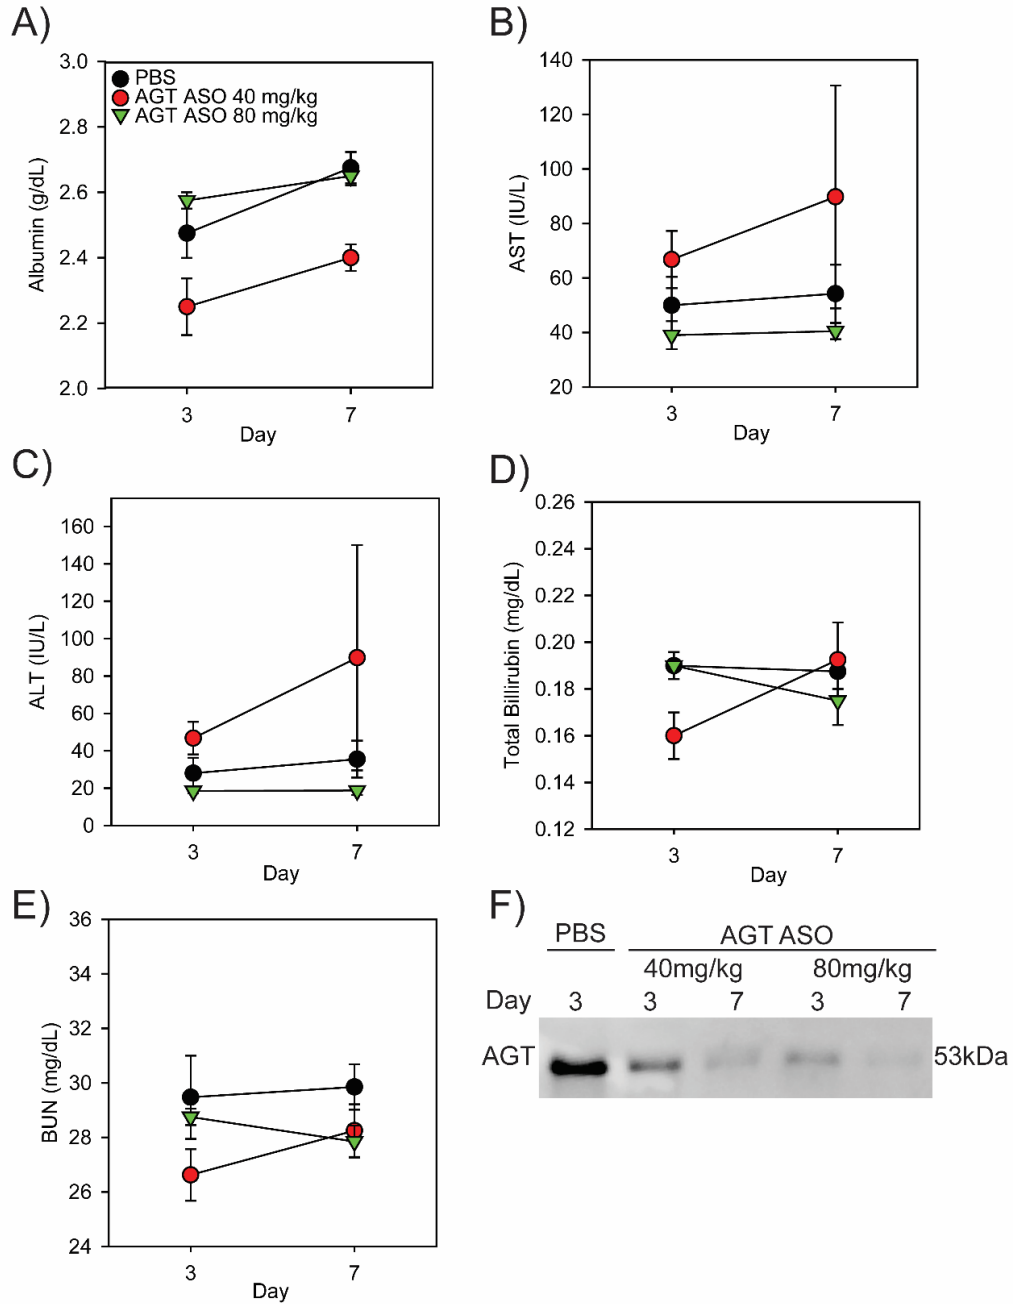 A)
3.0
2.8
2.6
2.4
2.2
2.0
Albumin (g/dL)
PBS
AGT ASO 40 mg/kg
AGT ASO 80 mg/kg
3 7
Day
B)
140
120
100
80
60
40
20
AST (IU/L)
3 7
Day
C)
160
140
120
100
80
60
40
20
0
ALT (IU/L)
3 7
Day
D)
0.26
0.24
0.22
0.20
0.18
0.16
0.14
0.12
Total Billirubin (mg/dL)
3 7
Day
E)
36
34
32
30
28
26
24
BUN (mg/dL)
3 7
Day
F)
PBS AGT ASO
40mg/kg 80mg/kg
Day 3 3 7 3 7
AGT 53kDa